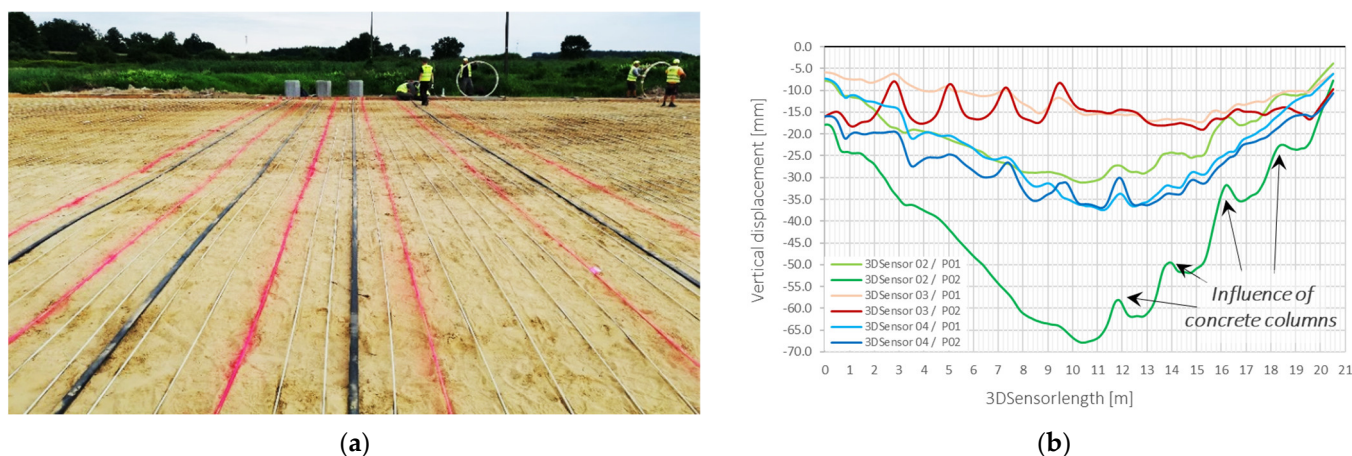 0.0
-5.0
-10.0
-15.0
-20.0
-25.0
-30.0
-35.0
-40.0
-45.0
-50.0
-55.0
-60.0
-65.0
-70.0
Vertical displacement [mm]
3DSensor 02 / P01
3DSensor 02 / P02
3DSensor 03 / P01
3DSensor 03 / P02
3DSensor 04 / P01
3DSensor 04 / P02
Influence of
concrete columns
0 1 2 3 4 5 6 7 8 9 10 11 12 13 14 15 16 17 18 19 20 21
3DSensorlength [m]
(a)
(b)